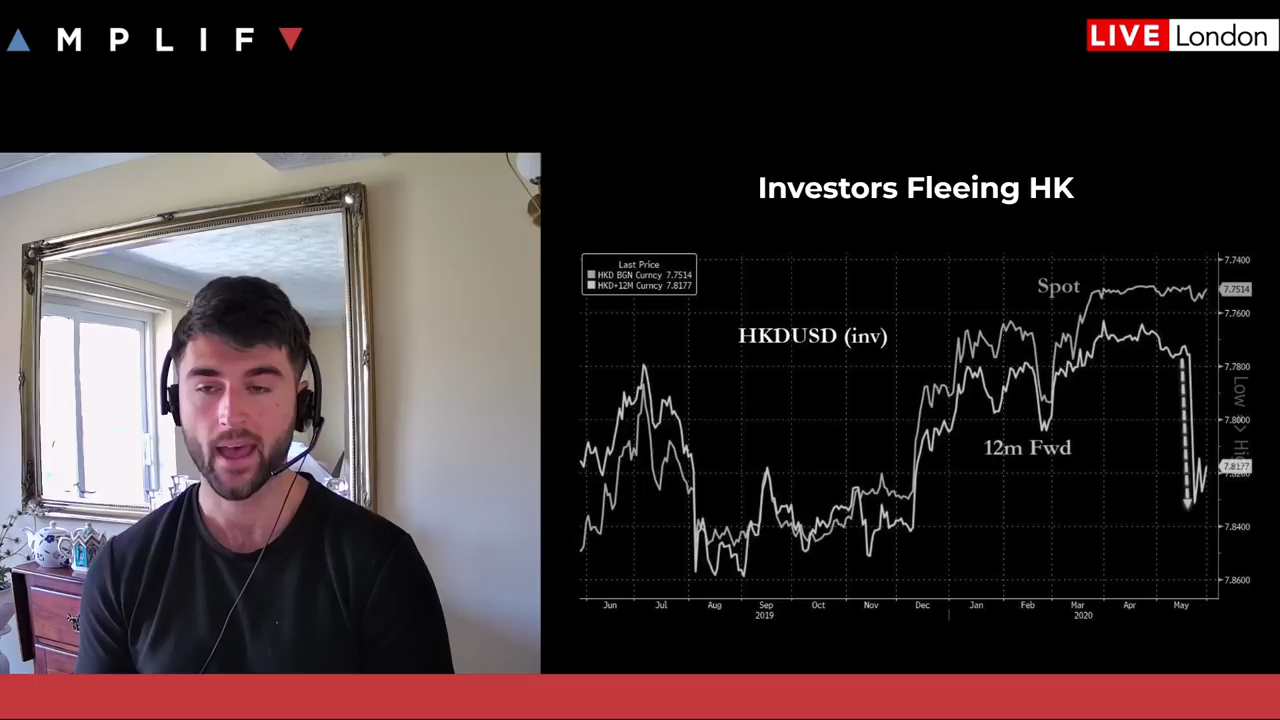 ▲ M P L I F ▼
LIVE London
Investors Fleeing HK
Last Price
HKD BGN Curncy 7.7514
HKD+12M Curncy 7.8177
HKDUSD (inv)
Spot
12m Fwd
7.7400
7.7514
7.7600
7.7800
7.8000
7.8177
7.8400
7.8600
Low
Jun Jul Aug Sep Oct Nov Dec Jan Feb Mar Apr May
2019 2020